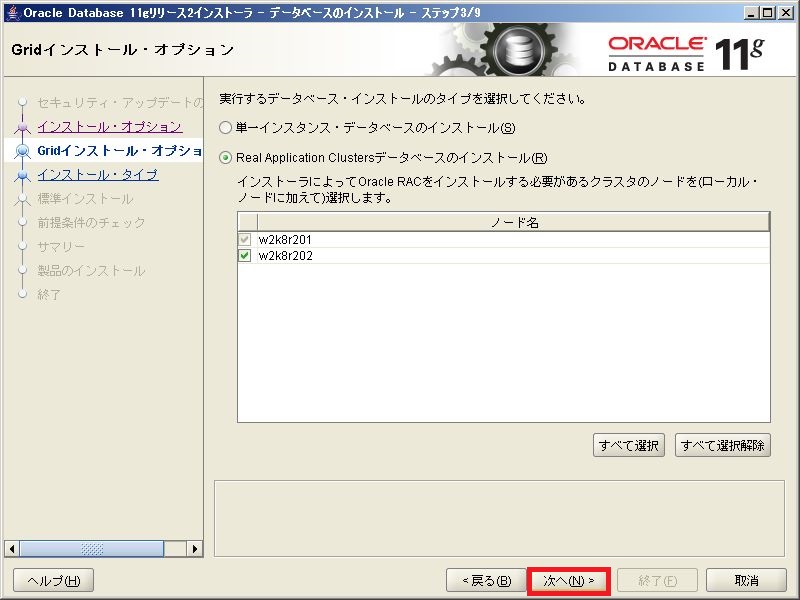 Oracle Database 11gリリース2インストーラ - データベースのインストール - ステップ3/9
Gridインストール・オプション
ORACLE
DATABASE
11g
セキュリティ・アップデートの
インストール・オプション
Gridインストール・オプショ
インストール・タイプ
標準インストール
前提条件のチェック
サマリー
製品のインストール
終了
実行するデータベース・インストールのタイプを選択してください。
単一インスタンス・データベースのインストール(S)
Real Application Clustersデータベースのインストール(R)
インストーラによってOracle RACをインストールする必要があるクラスタのノードを(ローカル・
ノードに加えて)選択します。
ノード名
w2k8r201
w2k8r202
すべて選択
すべて選択解除
ヘルプ(H)
< 戻る(B)
次へ(N) >
終了(F)
取消